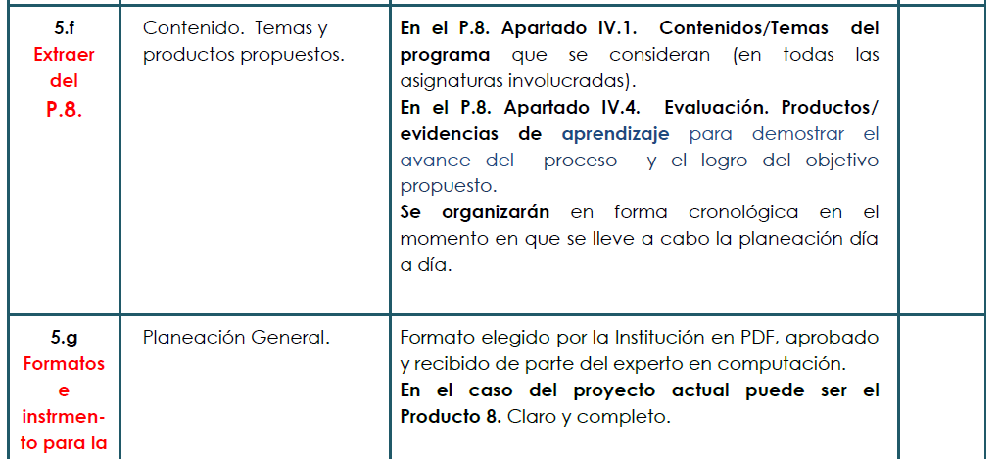 5.f
Extraer
del
P.8.
Contenido. Temas y
productos propuestos.
En el P.8. Apartado IV.1. Contenidos/Temas del
programa que se consideran (en todas las
asignaturas involucradas).
En el P.8. Apartado IV.4. Evaluación. Productos/
evidencias de aprendizaje para demostrar el
avance del proceso y el logro del objetivo
propuesto.
Se organizarán en forma cronológica en el
momento en que se lleve a cabo la planeación día
a día.
5.g
Formatos
e
instrmen-
to para la
Planeación General.
Formato elegido por la Institución en PDF, aprobado
y recibido de parte del experto en computación.
En el caso del proyecto actual puede ser el
Producto 8. Claro y completo.